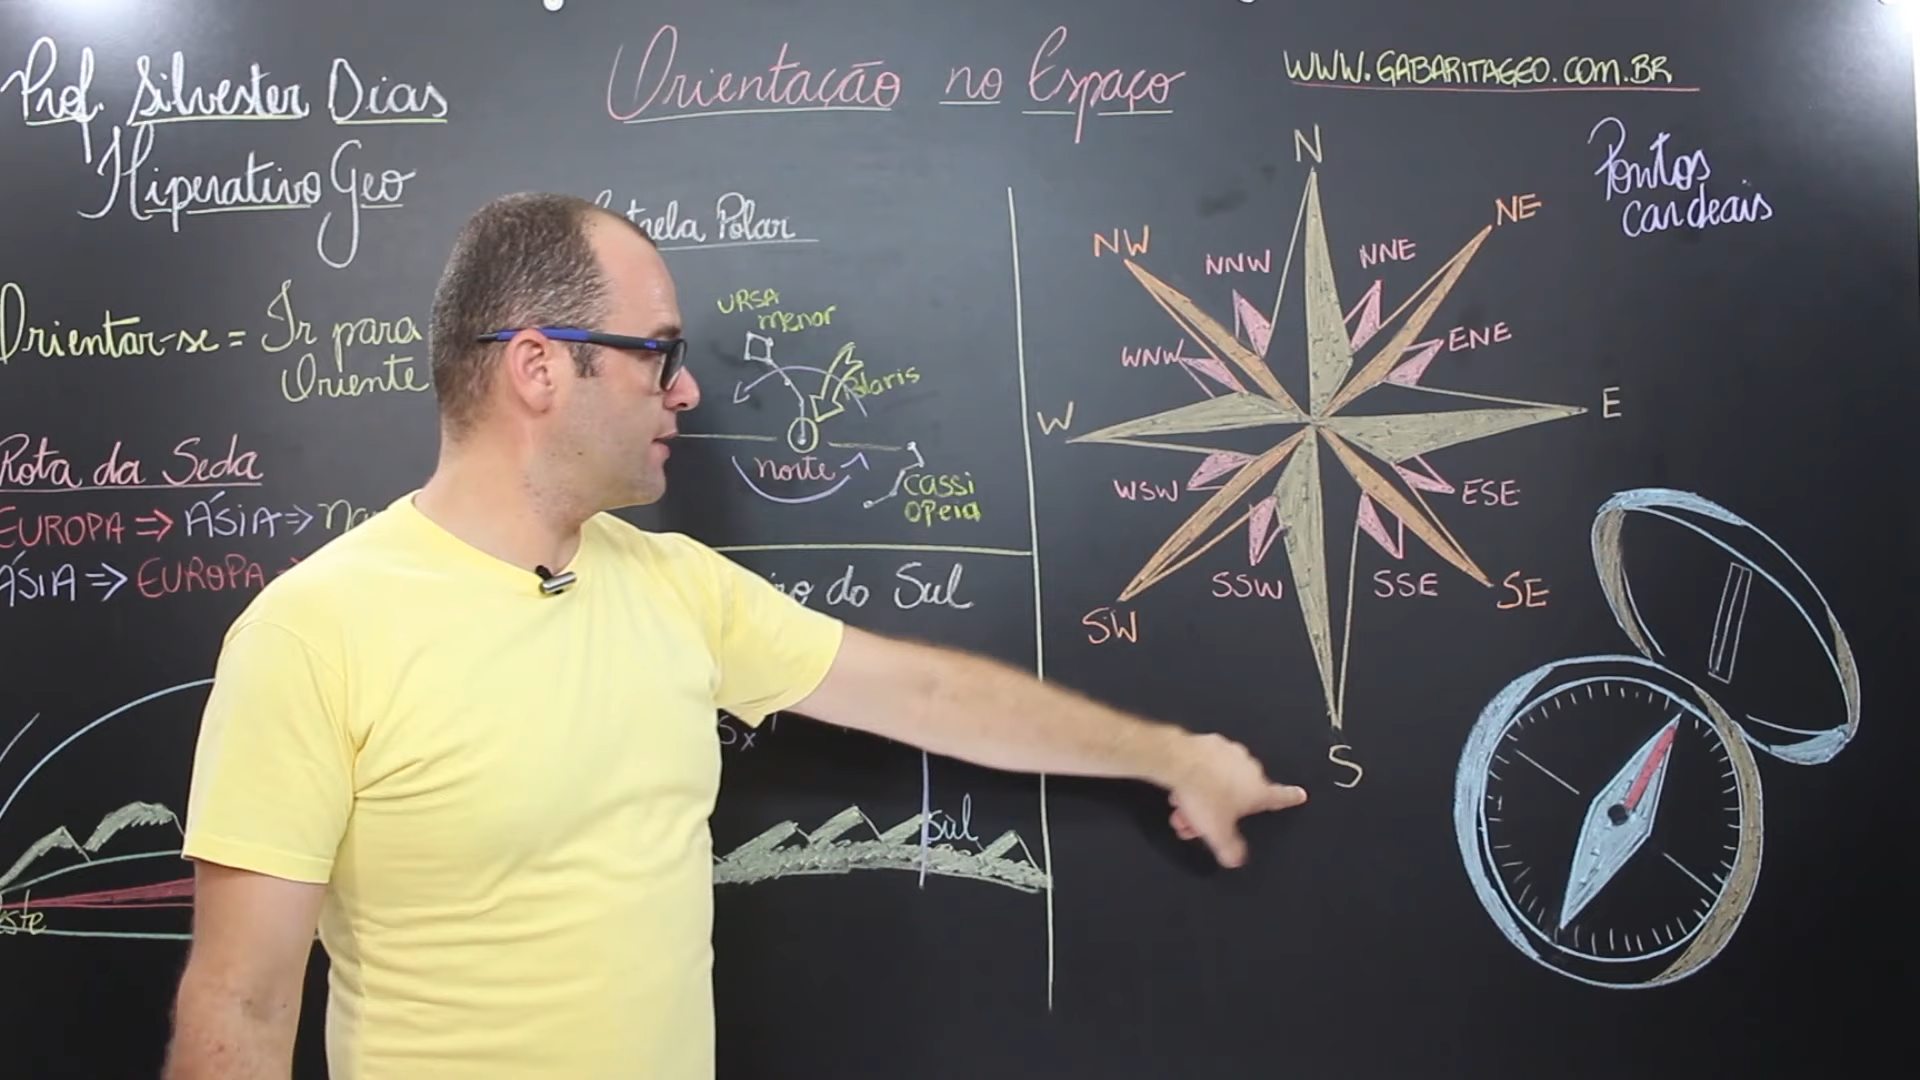 Prof. Silvester Dias
Hiperativo Geo
Orientação no Espaço
WWW.GABARITAGEO.COM.BR
Orientar-se = Ir para
Oriente
Rota da Seda
EUROPA ⇒ ÁSIA ⇒
ÁSIA ⇒ EUROPA
este
Polar
URSA
menor
Polaris
norte
CASSI
OPEIA
do Sul
Sul
Pontos
cardeais
N
NE
NW
NNW
NNE
ENE
WNW
E
W
WSW
ESE
SSW
SSE
SE
SW
S